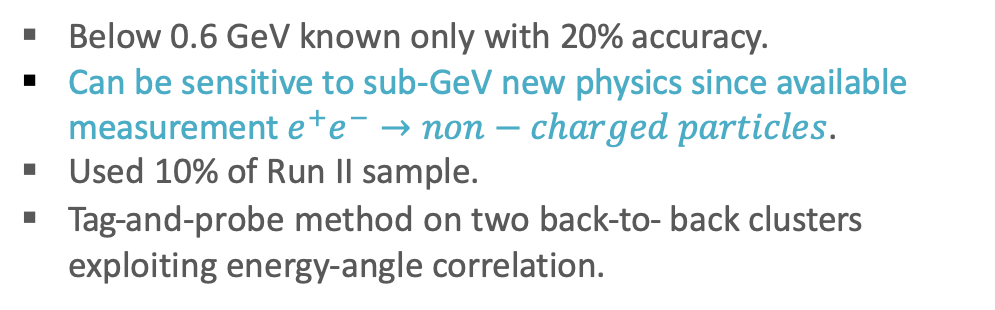 ▪ Below 0.6 GeV known only with 20% accuracy.
▪ Can be sensitive to sub-GeV new physics since available
measurement e⁺e⁻ → non − charged particles.
▪ Used 10% of Run II sample.
▪ Tag-and-probe method on two back-to- back clusters
exploiting energy-angle correlation.